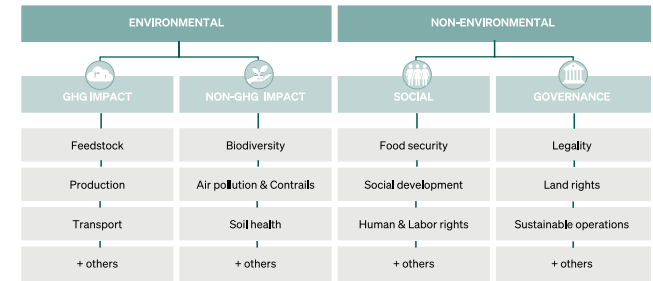 ENVIRONMENTAL
NON-ENVIRONMENTAL
GHG IMPACT
NON-GHG IMPACT
SOCIAL
GOVERNANCE
Feedstock
Biodiversity
Food security
Legality
Production
Air pollution & Contrails
Social development
Land rights
Transport
Soil health
Human & Labor rights
Sustainable operations
+ others
+ others
+ others
+ others